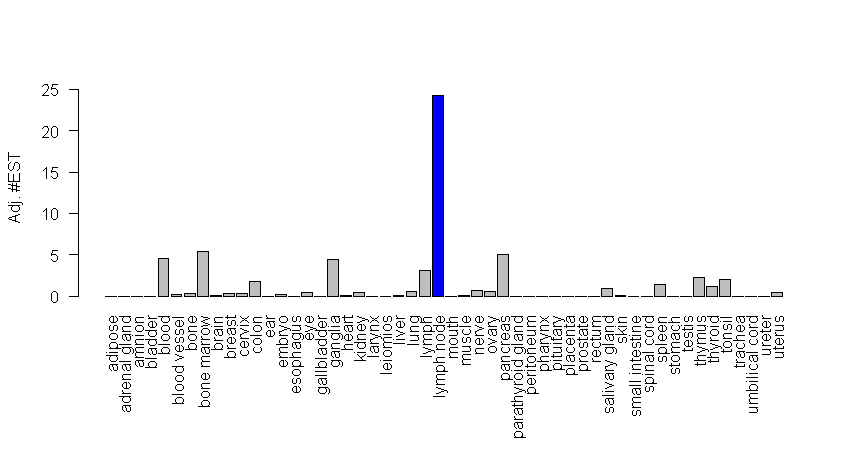 25
20
15
10
5
0
Adj. #EST
adipose
adrenal gland
amnion
bladder
blood
blood vessel
bone
bone marrow
brain
breast
cervix
colon
ear
embryo
esophagus
eye
gallbladder
ganglia
heart
kidney
larynx
leiomios
liver
lung
lymph
lymph node
mouth
muscle
nerve
ovary
pancreas
parathyroid gland
peritoneum
pharynx
pituitary
placenta
prostate
rectum
salivary gland
skin
small intestine
spinal cord
spleen
stomach
testis
thymus
thyroid
tonsil
trachea
umbilical cord
ureter
uterus